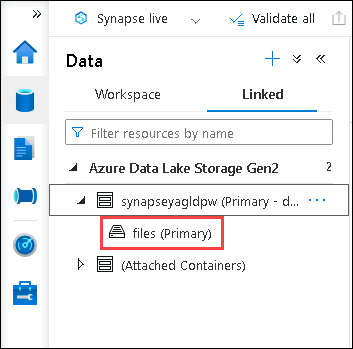 Synapse live
Validate all
Data
Workspace
Linked
Filter resources by name
Azure Data Lake Storage Gen2 2
synapseyagldpw (Primary - d...
files (Primary)
(Attached Containers)